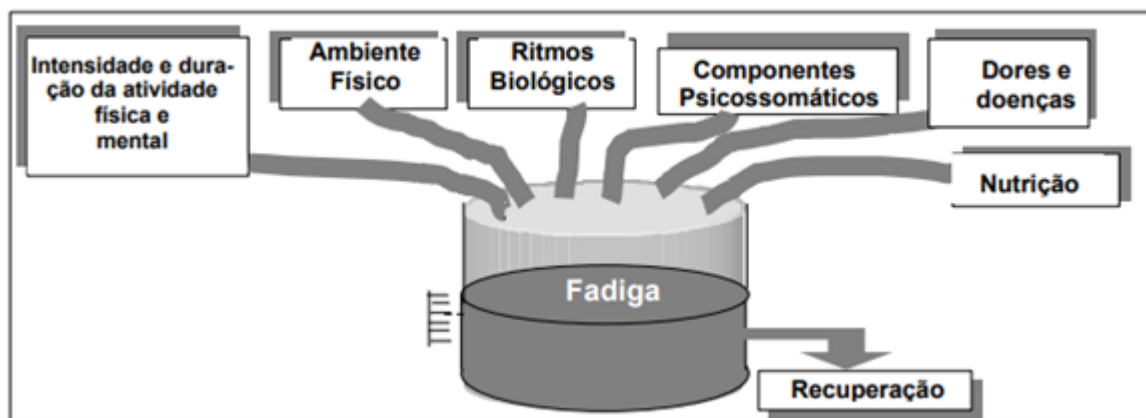 Intensidade e dura-
ção da atividade
física e
mental
Ambiente
Físico
Ritmos
Biológicos
Componentes
Psicossomáticos
Dores e
doenças
Nutrição
Fadiga
Recuperação